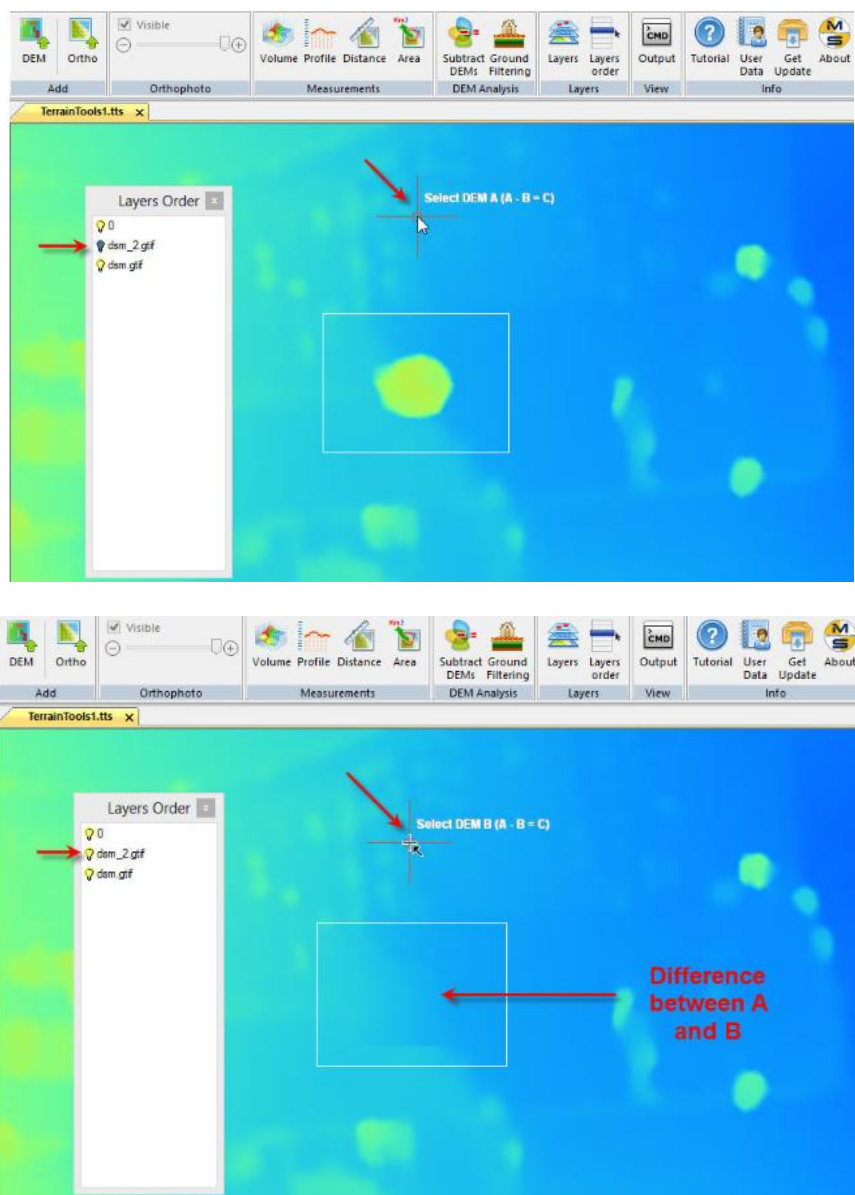 Visible
DEM Ortho Volume Profile Distance Area Subtract DEMs Ground Filtering Layers Layers order CMD Output Tutorial User Data Get Update About
Add Orthophoto Measurements DEM Analysis Layers View Info
TerrainTools1.tts x
Select DEM A (A - B = C)
Layers Order x
0
dsm_2.gtif
dsm.gtif
Visible
DEM Ortho Volume Profile Distance Area Subtract DEMs Ground Filtering Layers Layers order CMD Output Tutorial User Data Get Update About
Add Orthophoto Measurements DEM Analysis Layers View Info
TerrainTools1.tts x
Layers Order x
Select DEM B (A - B = C)
0
dsm_2.gtif
dsm.gtif
Difference
between A
and B